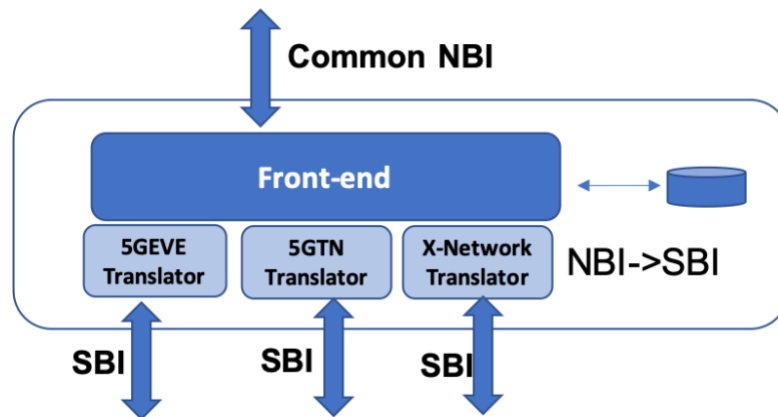 Common NBI
Front-end
5GEVE
Translator
5GTN
Translator
X-Network
Translator
NBI->SBI
SBI
SBI
SBI